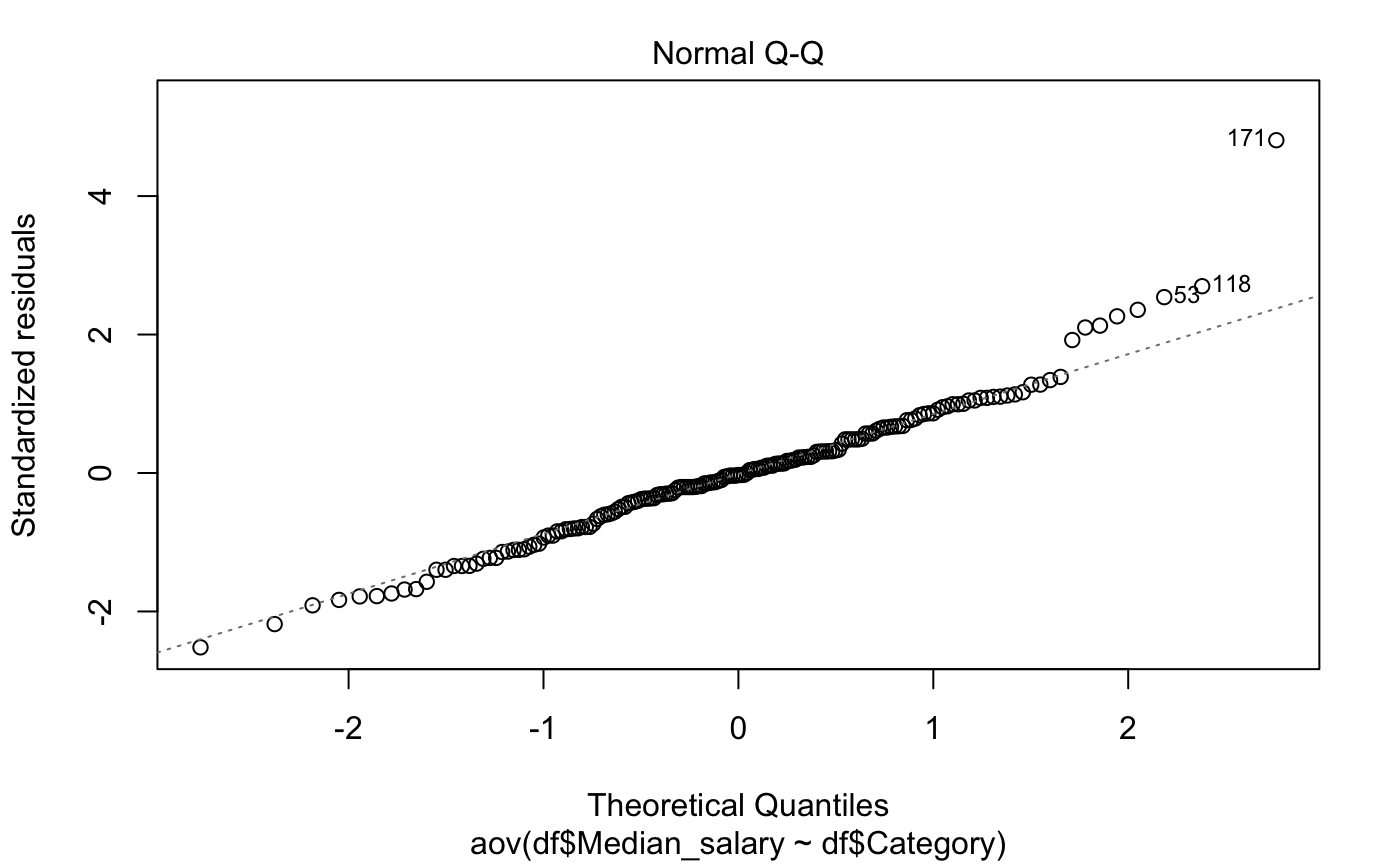 Normal Q-Q
171
4
118
53
2
0
-2
Standardized residuals
-2 -1 0 1 2
Theoretical Quantiles
aov(df$Median_salary ~ df$Category)